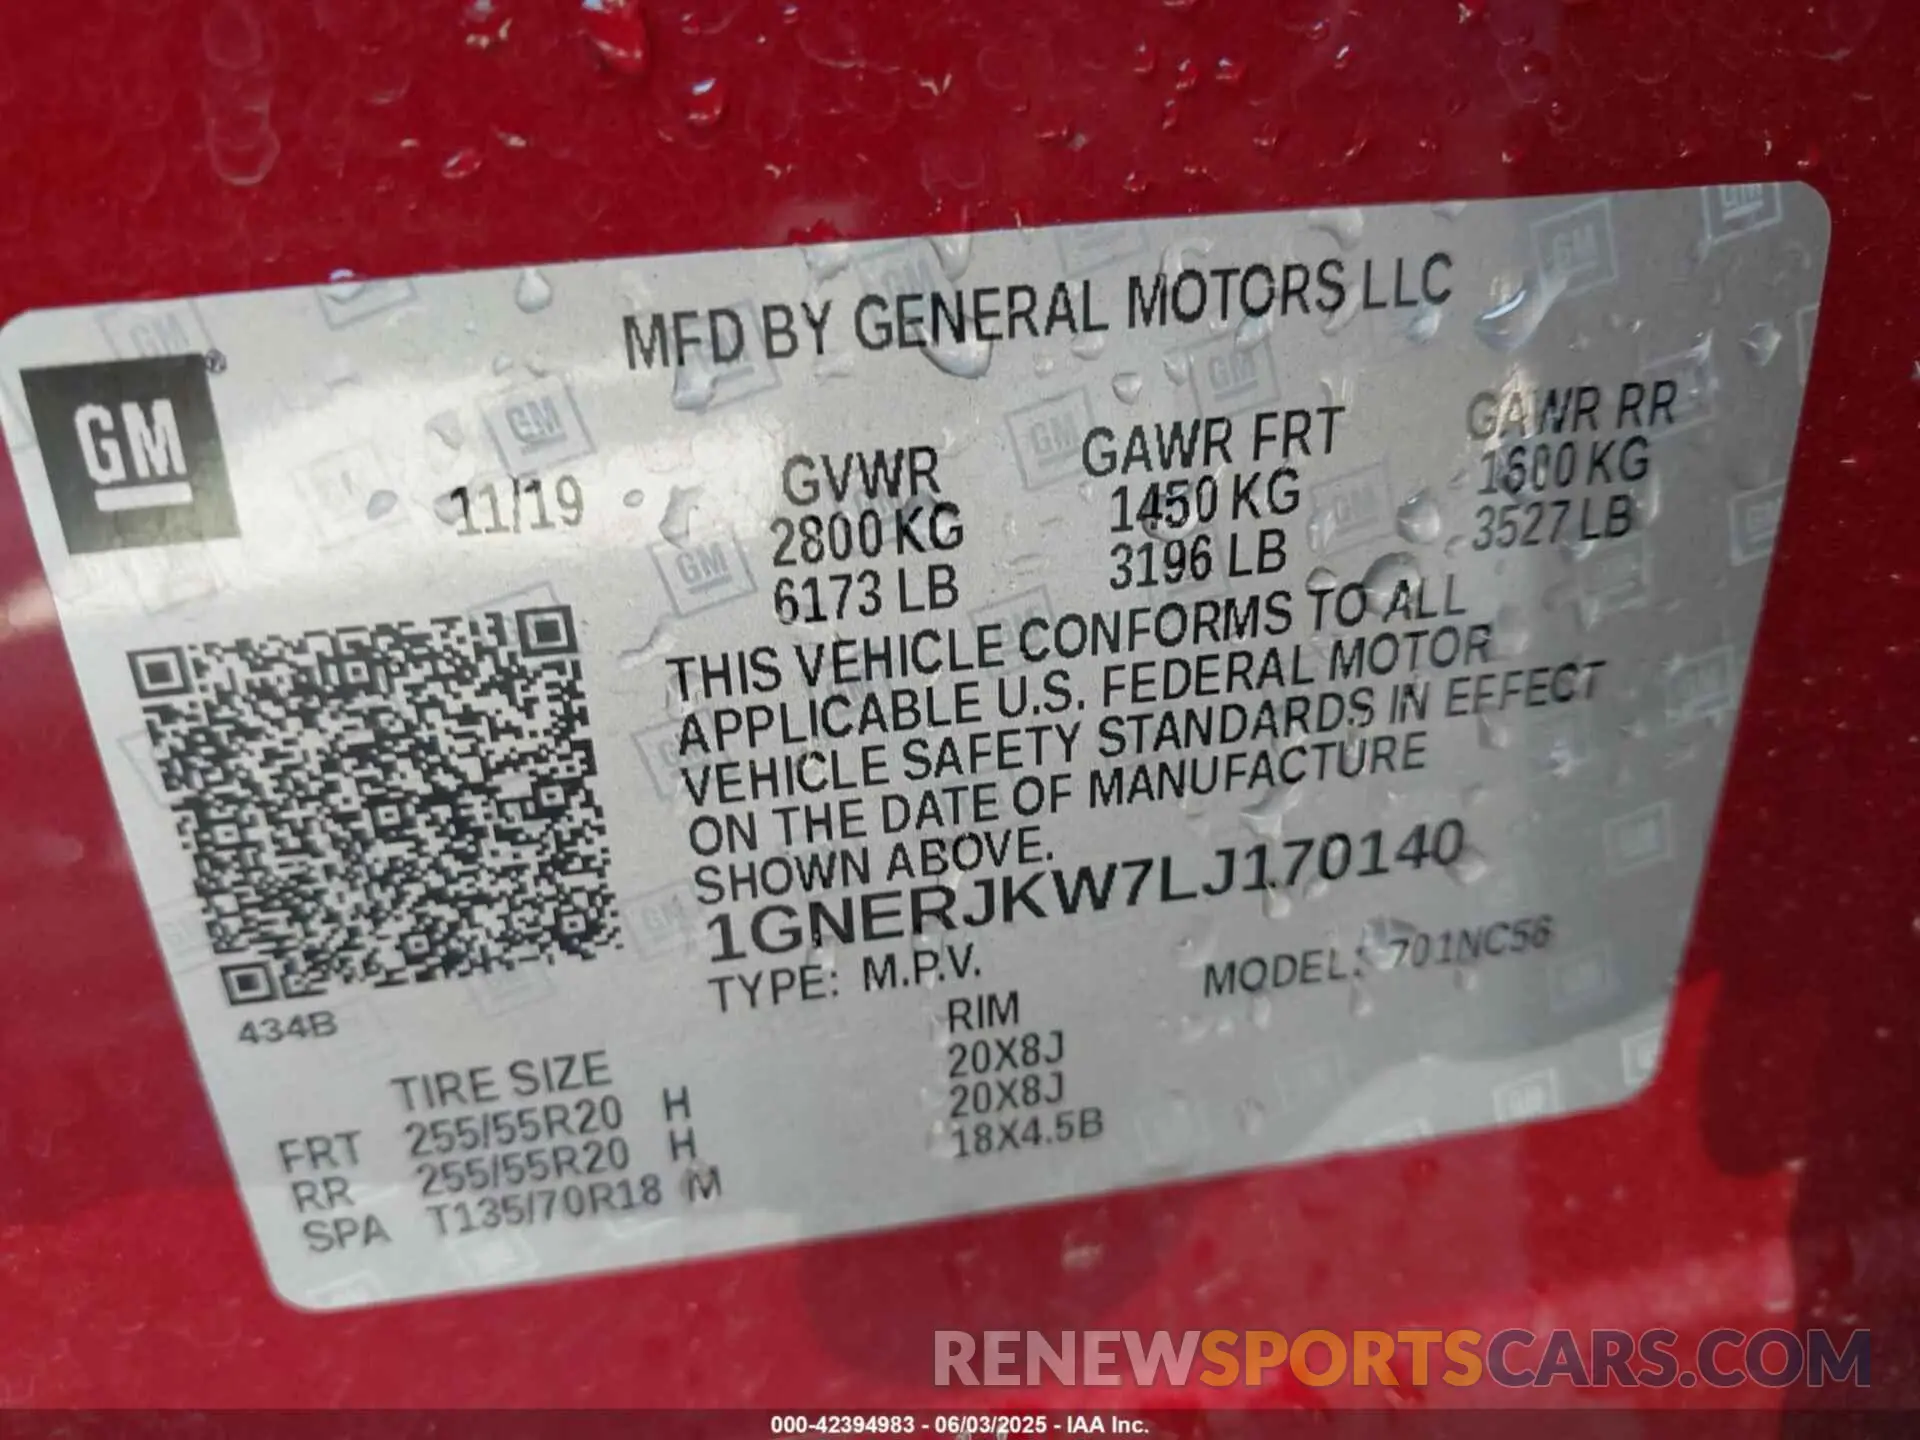 MFD BY GENERAL MOTORS LLC
GM
11/19
GVWR GAWR FRT GAWR RR
2800 KG 1450 KG 1600 KG
6173 LB 3196 LB 3527 LB
THIS VEHICLE CONFORMS TO ALL
APPLICABLE U.S. FEDERAL MOTOR
VEHICLE SAFETY STANDARDS IN EFFECT
ON THE DATE OF MANUFACTURE
SHOWN ABOVE.
1GNERJKW7LJ170140
TYPE: M.P.V. MODEL: 701NC56
434B
TIRE SIZE RIM
FRT 255/55R20 H 20X8J
RR 255/55R20 H 20X8J
SPA T135/70R18 M 18X4.5B
RENEWSPORTSCARS.COM
000-42394983 - 06/03/2025 - IAA Inc.